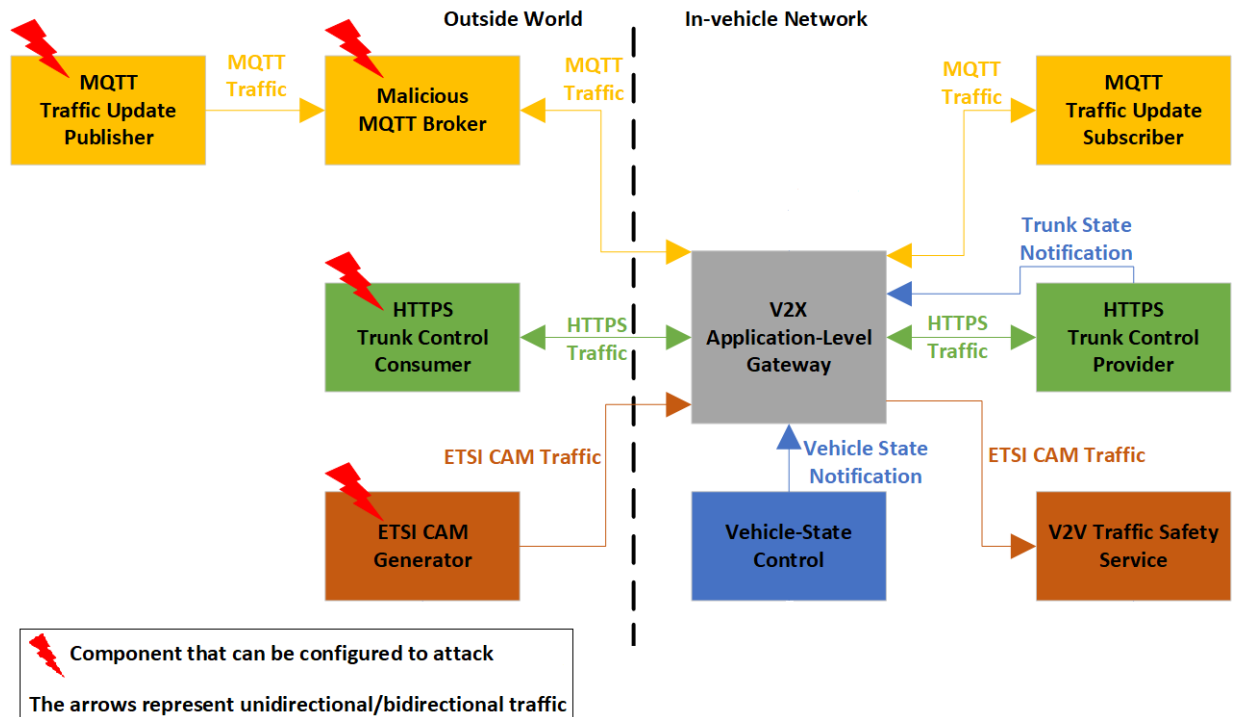 Outside World
In-vehicle Network
MQTT
Traffic Update
Publisher
MQTT
Traffic
Malicious
MQTT Broker
MQTT
Traffic
MQTT
Traffic
MQTT
Traffic Update
Subscriber
Trunk State
Notification
HTTPS
Trunk Control
Consumer
HTTPS
Traffic
V2X
Application-Level
Gateway
HTTPS
Traffic
HTTPS
Trunk Control
Provider
ETSI CAM Traffic
Vehicle State
Notification
ETSI CAM Traffic
ETSI CAM
Generator
Vehicle-State
Control
V2V Traffic Safety
Service
Component that can be configured to attack
The arrows represent unidirectional/bidirectional traffic